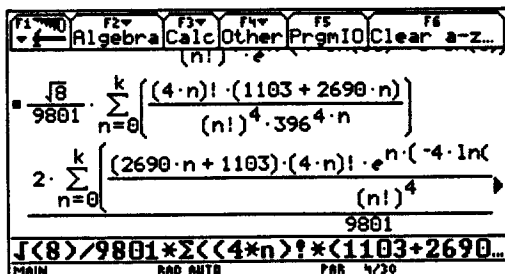 F1 F2 F3 F4 F5 F6
Algebra Calc Other PrgmIO Clear a-z…
(n!) · e
√8/9801 · Σ n=0 k ((4·n)!·(1103+2690·n)/(n!)^4·396^4·n)
2·Σ n=0 k ((2690·n+1103)·(4·n)!·e^n·(-4·ln(/(n!)^4
9801
√(8)/9801*Σ((4*n)!*(1103+2690…
MAIN RAD AUTO PAR 4/30